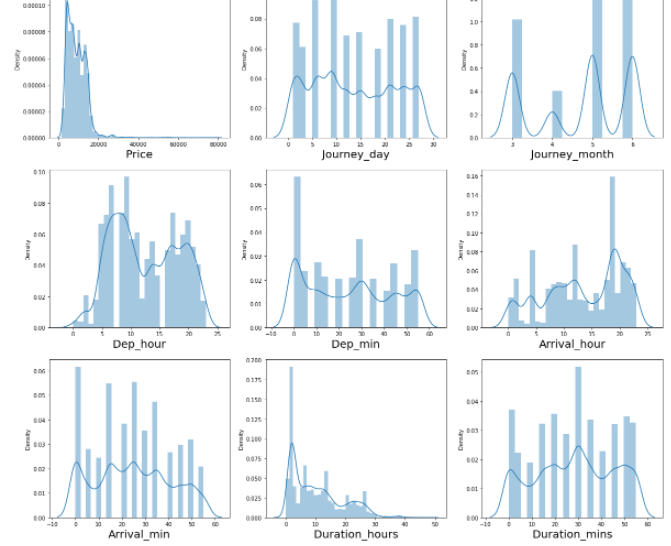 0.00010
0.00008
0.00006
0.00004
0.00002
0.00000
Density
0 20000 40000 60000 80000
Price
0.08
0.06
0.04
0.02
0.00
Density
0 5 10 15 20 25 30
Journey_day
1.0
0.8
0.6
0.4
0.2
0.0
Density
3 4 5 6
Journey_month
0.10
0.08
0.06
0.04
0.02
0.00
Density
0 5 10 15 20 25
Dep_hour
0.06
0.05
0.04
0.03
0.02
0.01
0.00
Density
−10 0 10 20 30 40 50 60
Dep_min
0.16
0.14
0.12
0.10
0.08
0.06
0.04
0.02
0.00
Density
0 5 10 15 20 25
Arrival_hour
0.06
0.05
0.04
0.03
0.02
0.01
0.00
Density
−10 0 10 20 30 40 50 60
Arrival_min
0.200
0.175
0.150
0.125
0.100
0.075
0.050
0.025
0.000
Density
0 10 20 30 40 50
Duration_hours
0.05
0.04
0.03
0.02
0.01
0.00
Density
−10 0 10 20 30 40 50 60
Duration_mins